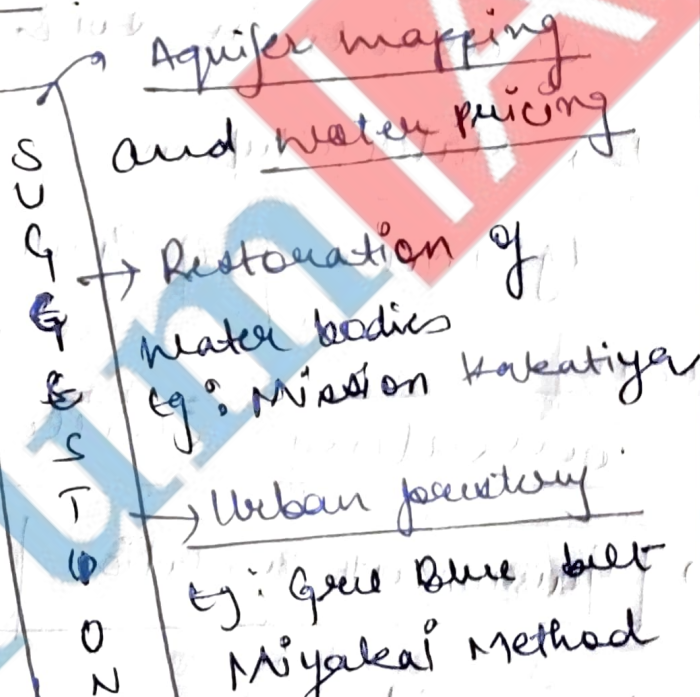 Aquifer mapping
and water pricing
SUGGESTION
→ Restoration of
water bodies
eg: Mission Kakatiya
→ Urban forestry
eg: Gree Blue belt
Miyakai Method